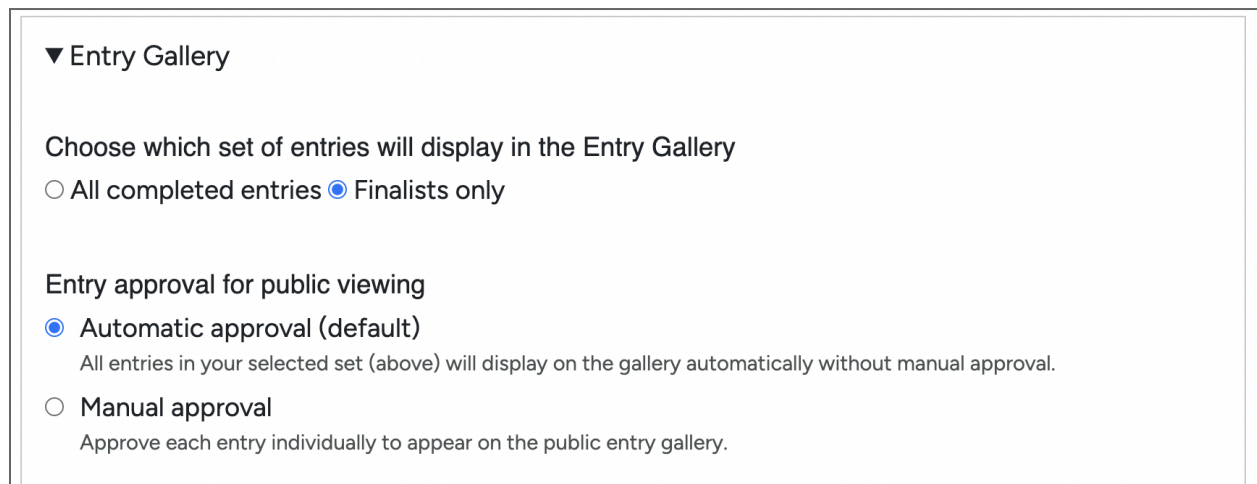 ▼ Entry Gallery
Choose which set of entries will display in the Entry Gallery
All completed entries Finalists only
Entry approval for public viewing
Automatic approval (default)
All entries in your selected set (above) will display on the gallery automatically without manual approval.
Manual approval
Approve each entry individually to appear on the public entry gallery.